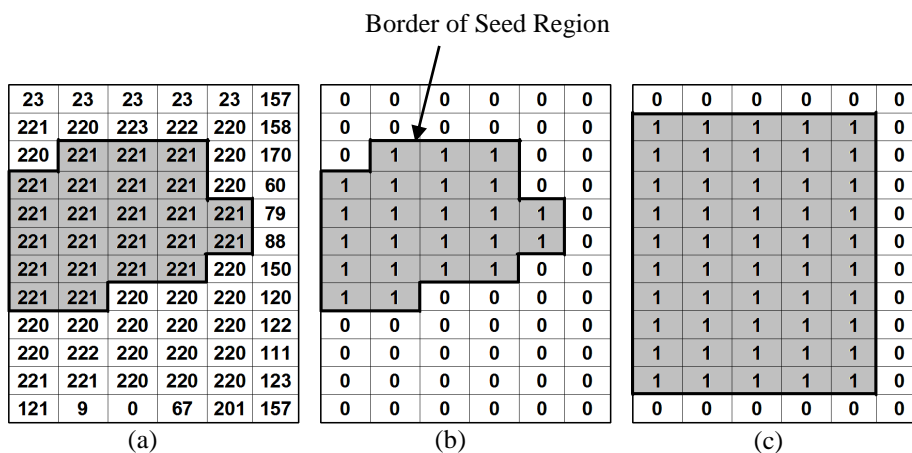 Border of Seed Region
23 23 23 23 23 157 0 0 0 0 0 0 0 0 0 0 0 0
221 220 223 222 220 158 0 0 0 0 0 0 1 1 1 1 1 0
220 221 221 221 220 170 0 1 1 1 0 0 1 1 1 1 1 0
221 221 221 221 220 60 1 1 1 1 0 0 1 1 1 1 1 0
221 221 221 221 221 79 1 1 1 1 1 0 1 1 1 1 1 0
221 221 221 221 221 88 1 1 1 1 1 0 1 1 1 1 1 0
221 221 221 221 220 150 1 1 1 1 0 0 1 1 1 1 1 0
221 221 220 220 220 120 1 1 0 0 0 0 1 1 1 1 1 0
220 220 220 220 220 122 0 0 0 0 0 0 1 1 1 1 1 0
220 222 220 220 220 111 0 0 0 0 0 0 1 1 1 1 1 0
221 221 220 220 220 123 0 0 0 0 0 0 1 1 1 1 1 0
121 9 0 67 201 157 0 0 0 0 0 0 0 0 0 0 0 0
(a) (b) (c)